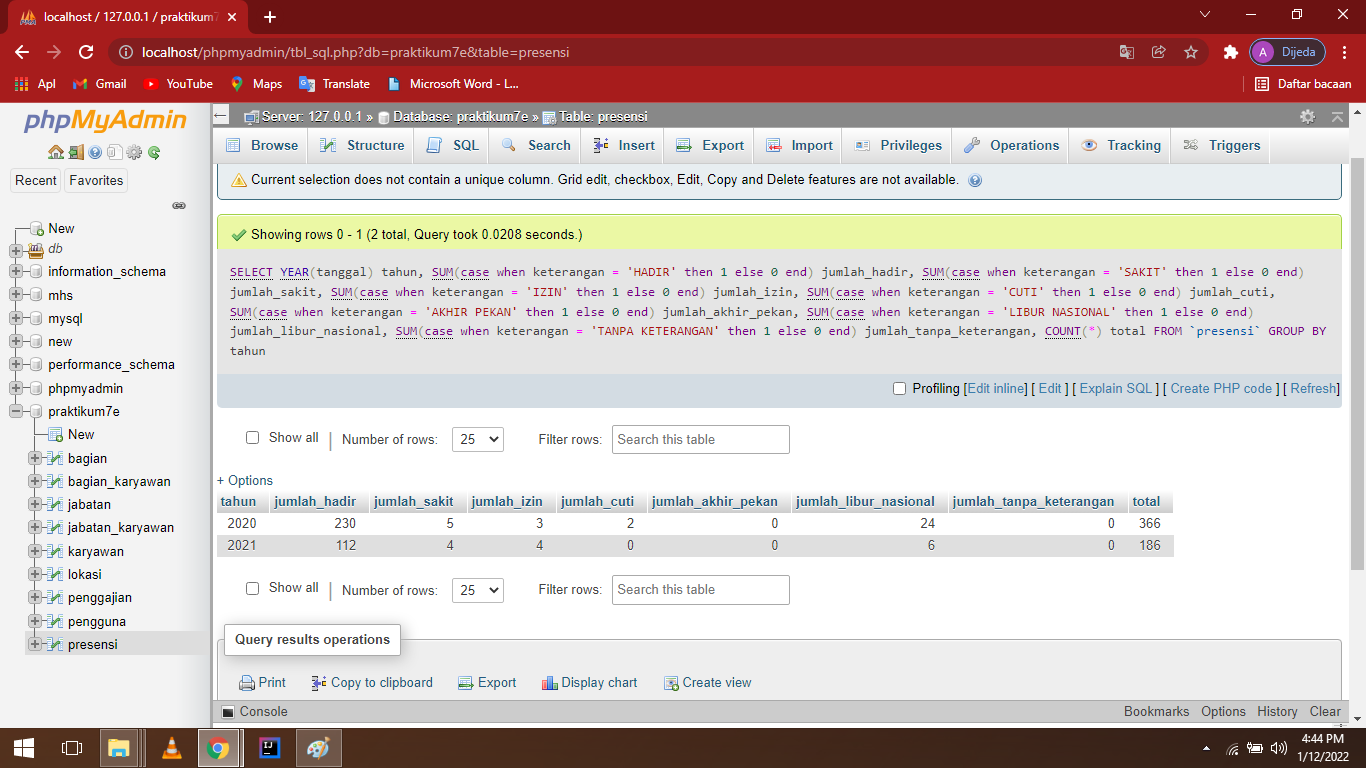 localhost / 127.0.0.1 / praktikum7
localhost/phpmyadmin/tbl_sql.php?db=praktikum7e&table=presensi
A Dijeda
Apl Gmail YouTube Maps Translate Microsoft Word - L... Daftar bacaan
phpMyAdmin
Recent Favorites
New
db
information_schema
mhs
mysql
new
performance_schema
phpmyadmin
praktikum7e
New
bagian
bagian_karyawan
jabatan
jabatan_karyawan
karyawan
lokasi
penggajian
pengguna
presensi
Server: 127.0.0.1 » Database: praktikum7e » Table: presensi
Browse Structure SQL Search Insert Export Import Privileges Operations Tracking Triggers
Current selection does not contain a unique column. Grid edit, checkbox, Edit, Copy and Delete features are not available.
Showing rows 0 - 1 (2 total, Query took 0.0208 seconds.)
SELECT YEAR(tanggal) tahun, SUM(case when keterangan = 'HADIR' then 1 else 0 end) jumlah_hadir, SUM(case when keterangan = 'SAKIT' then 1 else 0 end)
jumlah_sakit, SUM(case when keterangan = 'IZIN' then 1 else 0 end) jumlah_izin, SUM(case when keterangan = 'CUTI' then 1 else 0 end) jumlah_cuti,
SUM(case when keterangan = 'AKHIR PEKAN' then 1 else 0 end) jumlah_akhir_pekan, SUM(case when keterangan = 'LIBUR NASIONAL' then 1 else 0 end)
jumlah_libur_nasional, SUM(case when keterangan = 'TANPA KETERANGAN' then 1 else 0 end) jumlah_tanpa_keterangan, COUNT(*) total FROM `presensi` GROUP BY
tahun
Profiling [Edit inline] [ Edit ] [ Explain SQL ] [ Create PHP code ] [ Refresh]
Show all | Number of rows: 25 Filter rows: Search this table
+ Options
tahun jumlah_hadir jumlah_sakit jumlah_izin jumlah_cuti jumlah_akhir_pekan jumlah_libur_nasional jumlah_tanpa_keterangan total
2020 230 5 3 2 0 24 0 366
2021 112 4 4 0 0 6 0 186
Show all | Number of rows: 25 Filter rows: Search this table
Query results operations
Print Copy to clipboard Export Display chart Create view
Console Bookmarks Options History Clear
4:44 PM
1/12/2022